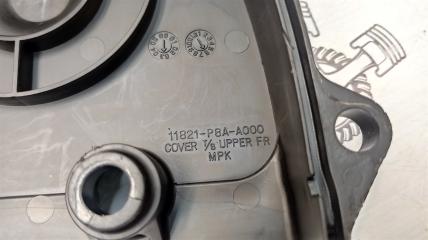 11821-P8A-A000
COVER T/B UPPER FR
MPK